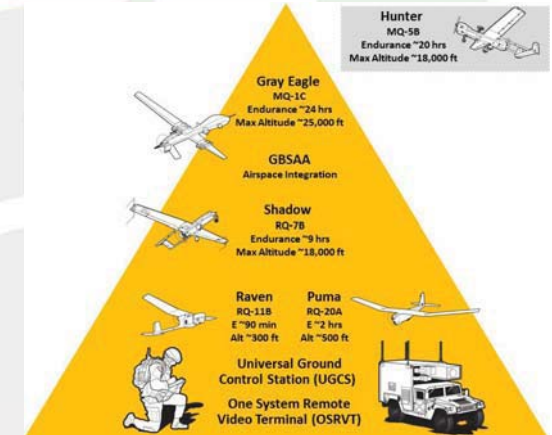 Hunter
MQ-5B
Endurance ~20 hrs
Max Altitude ~18,000 ft
Gray Eagle
MQ-1C
Endurance ~24 hrs
Max Altitude ~25,000 ft
GBSAA
Airspace Integration
Shadow
RQ-7B
Endurance ~9 hrs
Max Altitude ~18,000 ft
Raven
RQ-11B
E ~90 min
Alt ~300 ft
Puma
RQ-20A
E ~2 hrs
Alt ~500 ft
Universal Ground
Control Station (UGCS)
One System Remote
Video Terminal (OSRVT)